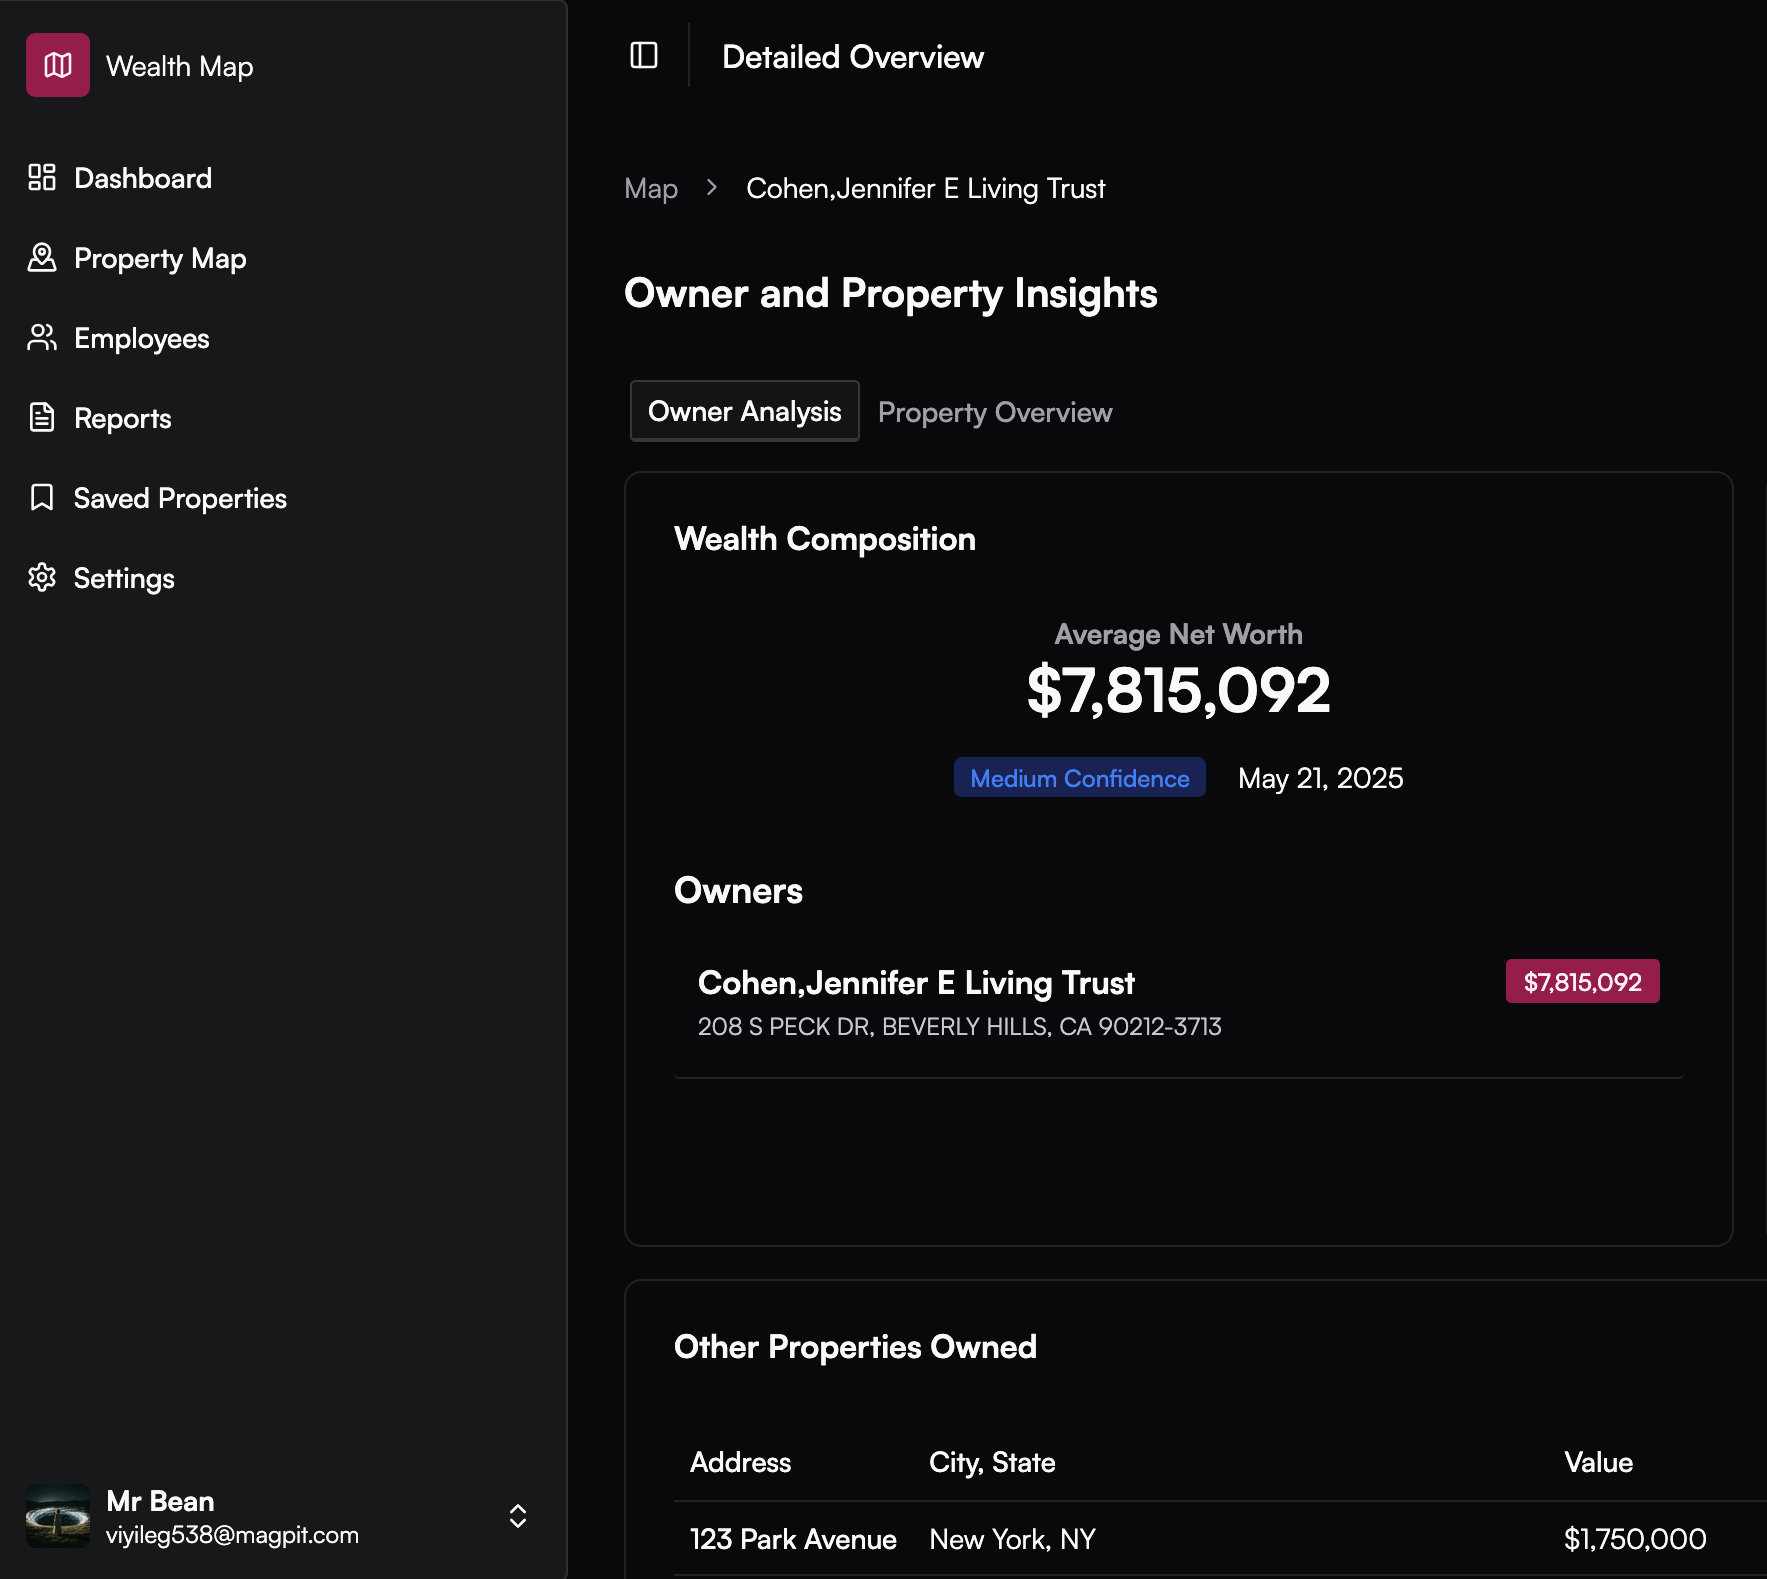 Wealth Map
Dashboard
Property Map
Employees
Reports
Saved Properties
Settings
Mr Bean
viyileg538@magpit.com
Detailed Overview
Map > Cohen,Jennifer E Living Trust
Owner and Property Insights
Owner Analysis Property Overview
Wealth Composition
Average Net Worth
$7,815,092
Medium Confidence May 21, 2025
Owners
Cohen,Jennifer E Living Trust $7,815,092
208 S PECK DR, BEVERLY HILLS, CA 90212-3713
Other Properties Owned
Address City, State Value
123 Park Avenue New York, NY $1,750,000